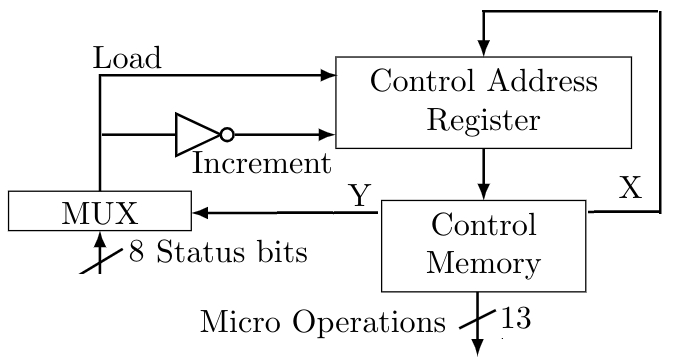 Load
Control Address
Register
Increment
Y
X
MUX
Control
Memory
8 Status bits
Micro Operations
13